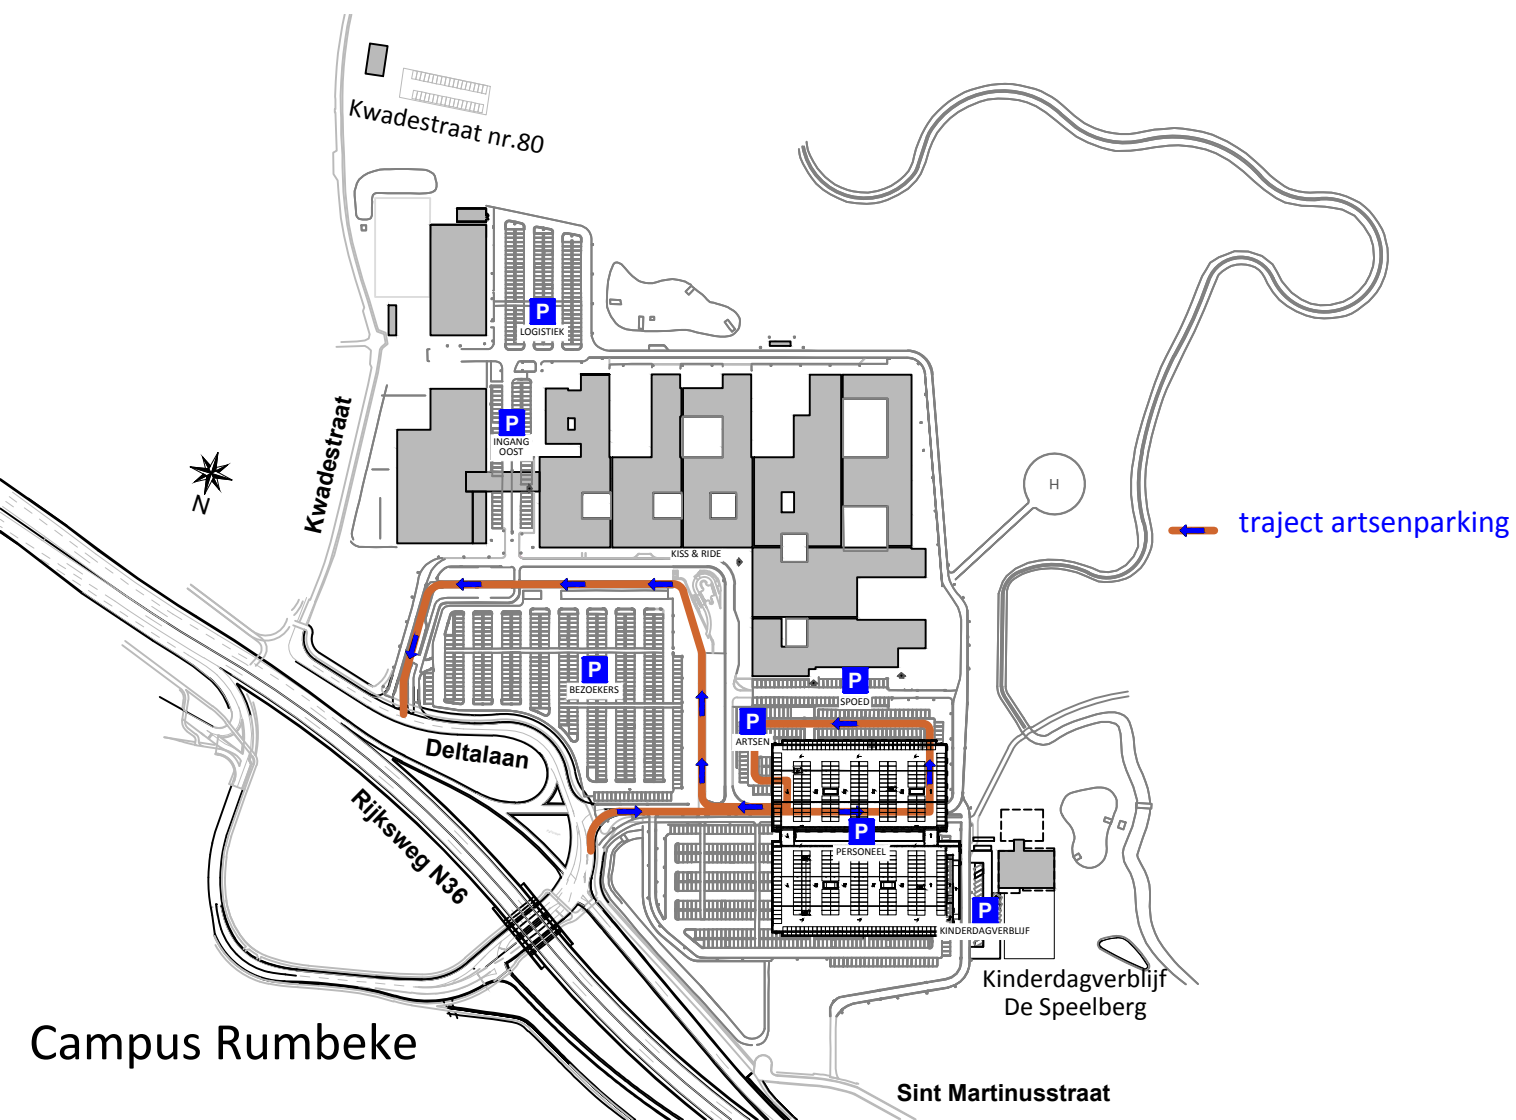 Kwadestraat nr.80
P
LOGISTIEK
P
INGANG
OOST
Kwadestraat
N
H
traject artsenparking
KISS & RIDE
P
BEZOEKERS
P
SPOED
P
ARTSEN
Deltalaan
Rijksweg N36
P
PERSONEEL
P
KINDERDAGVERBLIJF
Kinderdagverblijf
De Speelberg
Campus Rumbeke
Sint Martinusstraat